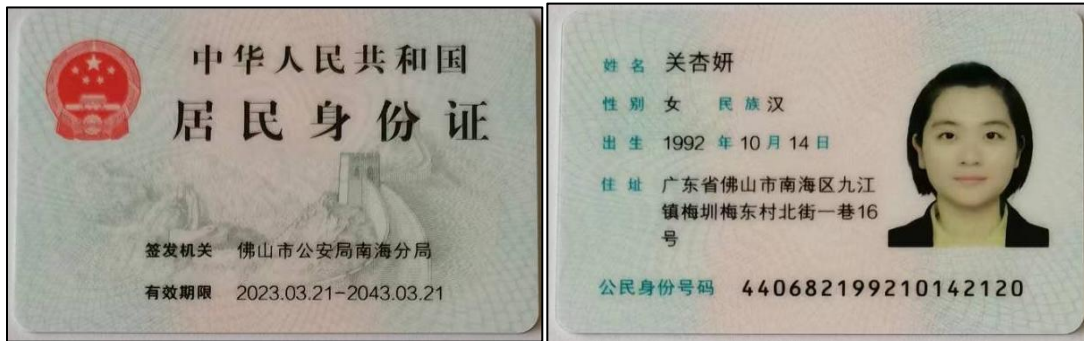 中华人民共和国
居民身份证
签发机关 佛山市公安局南海分局
有效期限 2023.03.21-2043.03.21
姓名 关杏妍
性别 女 民族 汉
出生 1992 年 10 月 14 日
住址 广东省佛山市南海区九江
镇梅圳梅东村北街一巷16
号
公民身份号码 440682199210142120